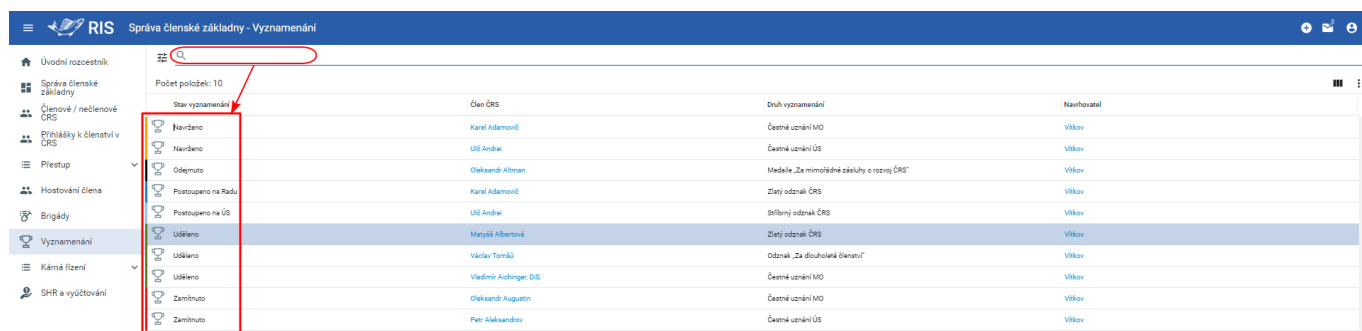 RIS Správa členské základny - Vyznamenání
0
Úvodní rozcestník
Správa členské
základny
Členové / nečlenové
ČRS
Přihlášky k členství v
ČRS
Přestup
Hostování člena
Brigády
Vyznamenání
Kárná řízení
SHR a vyúčtování
Počet položek: 10
Stav vyznamenání Člen ČRS Druh vyznamenání Navrhovatel
Navrženo Karel Adamovič Čestné uznání MO Vítkov
Navrženo Ulč Andrei Čestné uznání ÚS Vítkov
Odejmuto Oleksandr Altman Medaile „Za mimořádné zásluhy o rozvoj ČRS" Vítkov
Postoupeno na Radu Karel Adamovič Zlatý odznak ČRS Vítkov
Postoupeno na ÚS Ulč Andrei Stříbrný odznak ČRS Vítkov
Uděleno Matyáš Albertová Zlatý odznak ČRS Vítkov
Uděleno Václav Tomšů Odznak „Za dlouholeté členství" Vítkov
Uděleno Vladimír Aichinger, DiS. Čestné uznání MO Vítkov
Zamítnuto Oleksandr Augustin Čestné uznání MO Vítkov
Zamítnuto Petr Aleksandrov Čestné uznání ÚS Vítkov